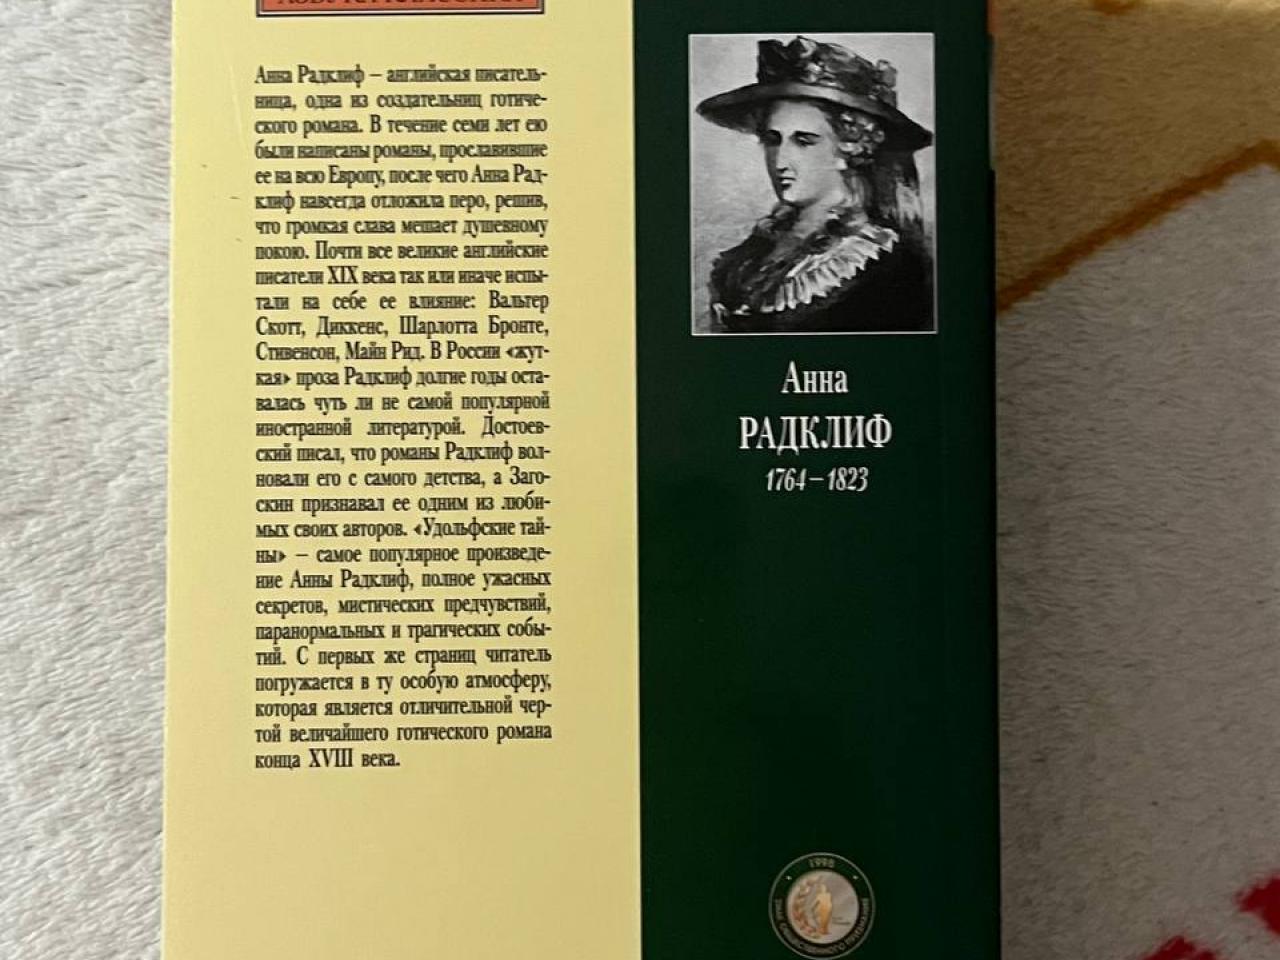 Анна Радклиф — английская писатель-
ница, одна из создательниц готиче-
ского романа. В течение семи лет ею
были написаны романы, прославившие
ее на всю Европу, после чего Анна Рад-
клиф навсегда отложила перо, решив,
что громкая слава мешает душевному
покою. Почти все великие английские
писатели XIX века так или иначе испы-
тали на себе ее влияние: Вальтер
Скотт, Диккенс, Шарлотта Бронте,
Стивенсон, Майн Рид. В России «жут-
кая» проза Радклиф долгие годы оста-
валась чуть ли не самой популярной
иностранной литературой. Достоев-
ский писал, что романы Радклиф вол-
новали его с самого детства, а Заго-
скин признавал ее одним из люби-
мых своих авторов. «Удольфские тай-
ны» — самое популярное произведе-
ние Анны Радклиф, полное ужасных
секретов, мистических предчувствий,
паранормальных и трагических собы-
тий. С первых же страниц читатель
погружается в ту особую атмосферу,
которая является отличительной чер-
той величайшего готического романа
конца XVIII века.
Анна
РАДКЛИФ
1764–1823
1998
ЗНАК ОБЩЕСТВЕННОГО ПРИЗНАНИЯ